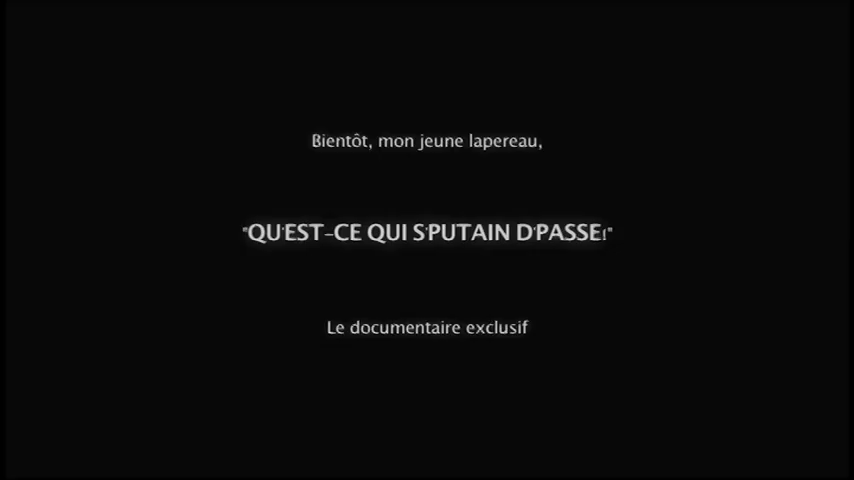 Bientôt, mon jeune lapereau,
"QU'EST-CE QUI S'PUTAIN D'PASSE!"
Le documentaire exclusif